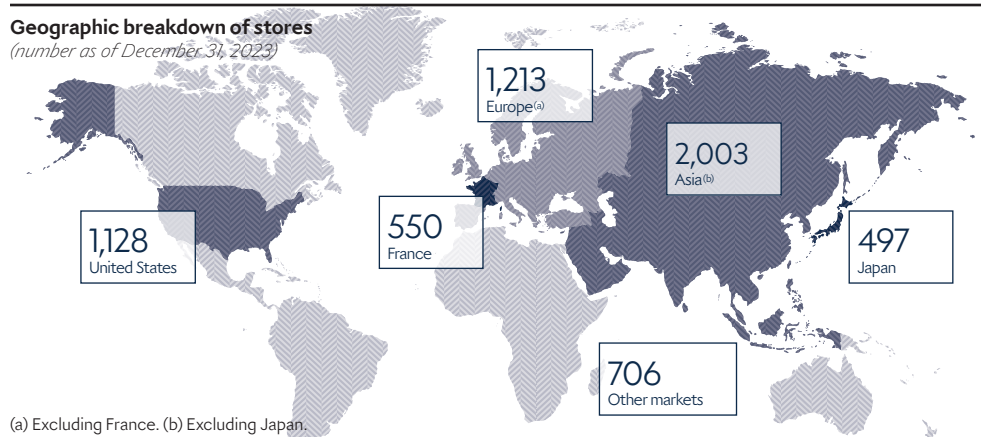 Geographic breakdown of stores
(number as of December 31, 2023)
1,213
Europe(a)
2,003
Asia(b)
1,128
United States
550
France
497
Japan
706
Other markets
(a) Excluding France. (b) Excluding Japan.